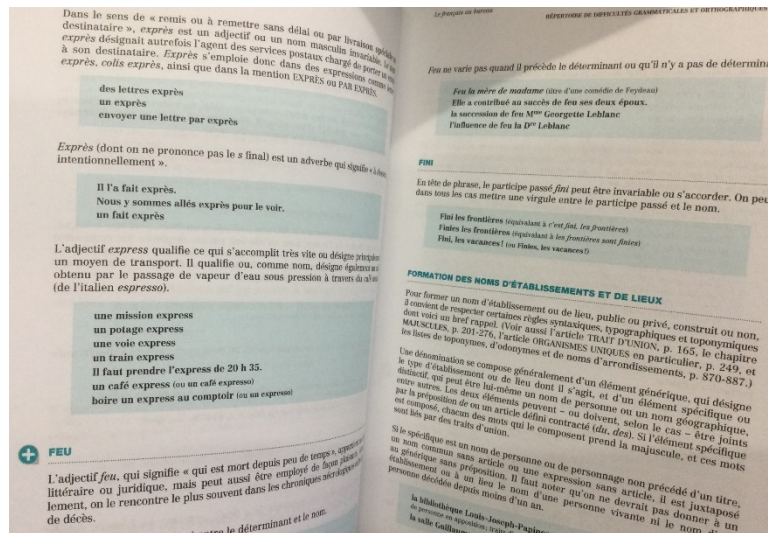 Dans le sens de « remis ou à remettre sans délai ou par livraison
destinataire », exprès est un adjectif ou un nom masculin invariable.
exprès désignait autrefois l'agent des services postaux chargé de porter un
à son destinataire. Exprès s'emploie donc dans des expressions comme
exprès, colis exprès, ainsi que dans la mention EXPRÈS ou PAR EXPRÈS.
des lettres exprès
un exprès
envoyer une lettre par exprès
Exprès (dont on ne prononce pas le s final) est un adverbe qui signifie «
intentionnellement ».
Il l'a fait exprès.
Nous y sommes allés exprès pour le voir.
un fait exprès
L'adjectif express qualifie ce qui s'accomplit très vite ou désigne
un moyen de transport. Il qualifie ou, comme nom, désigne également un
obtenu par le passage de vapeur d'eau sous pression à travers du
(de l'italien espresso).
une mission express
un potage express
une voie express
un train express
Il faut prendre l'express de 20 h 35.
un café express (ou un café expresso)
boire un express au comptoir (ou un expresso)
FEU
L'adjectif feu, qui signifie « qui est mort depuis peu de temps »,
littéraire ou juridique, mais peut aussi être employé de façon
lement, on le rencontre le plus souvent dans les chroniques
de décès.
le déterminant et le nom.
Le français au bureau
RÉPERTOIRE DE DIFFICULTÉS GRAMMATICALES ET ORTHOGRAPHIQUES
Feu ne varie pas quand il précède le déterminant ou qu'il n'y a pas de
Feu la mère de madame (titre d'une comédie de Feydeau)
Elle a contribué au succès de feu ses deux époux.
la succession de feu Mme Georgette Leblanc
l'influence de feu la Dre Leblanc
FINI
En tête de phrase, le participe passé fini peut être invariable ou s'accorder. On peu
dans tous les cas mettre une virgule entre le participe passé et le nom.
Fini les frontières (équivalant à c'est fini, les frontières)
Finies les frontières (équivalant à les frontières sont finies)
Fini, les vacances ! (ou Finies, les vacances !)
FORMATION DES NOMS D'ÉTABLISSEMENTS ET DE LIEUX
Pour former un nom d'établissement ou de lieu, public ou privé, construit ou non,
il convient de respecter certaines règles syntaxiques, typographiques et toponymiques
dont voici un bref rappel. (Voir aussi l'article TRAIT D'UNION, p. 165, le chapitre
MAJUSCULES, p. 201-276, l'article ORGANISMES UNIQUES en particulier, p. 249, et
les listes de toponymes, d'odonymes et de noms d'arrondissements, p. 870-887.)
Une dénomination se compose généralement d'un élément générique, qui désigne
le type d'établissement ou de lieu dont il s'agit, et d'un élément spécifique ou
distinctif, qui peut être lui-même un nom de personne ou un nom géographique,
entre autres. Les deux éléments peuvent – ou doivent, selon le cas – être joints
par la préposition de ou un article défini contracté (du, des). Si l'élément spécifique
est composé, chacun des mots qui le composent prend la majuscule, et ces mots
sont liés par des traits d'union.
Si le spécifique est un nom de personne ou de personnage non précédé d'un titre,
un nom commun sans article ou une expression sans article, il est juxtaposé
au générique sans préposition. Il faut noter qu'on ne devrait pas donner à un
établissement ou à un lieu le nom d'une personne vivante ni le nom
personne décédée depuis moins d'un an.
la bibliothèque Louis-Joseph-Papineau
de personne en apposition
la salle